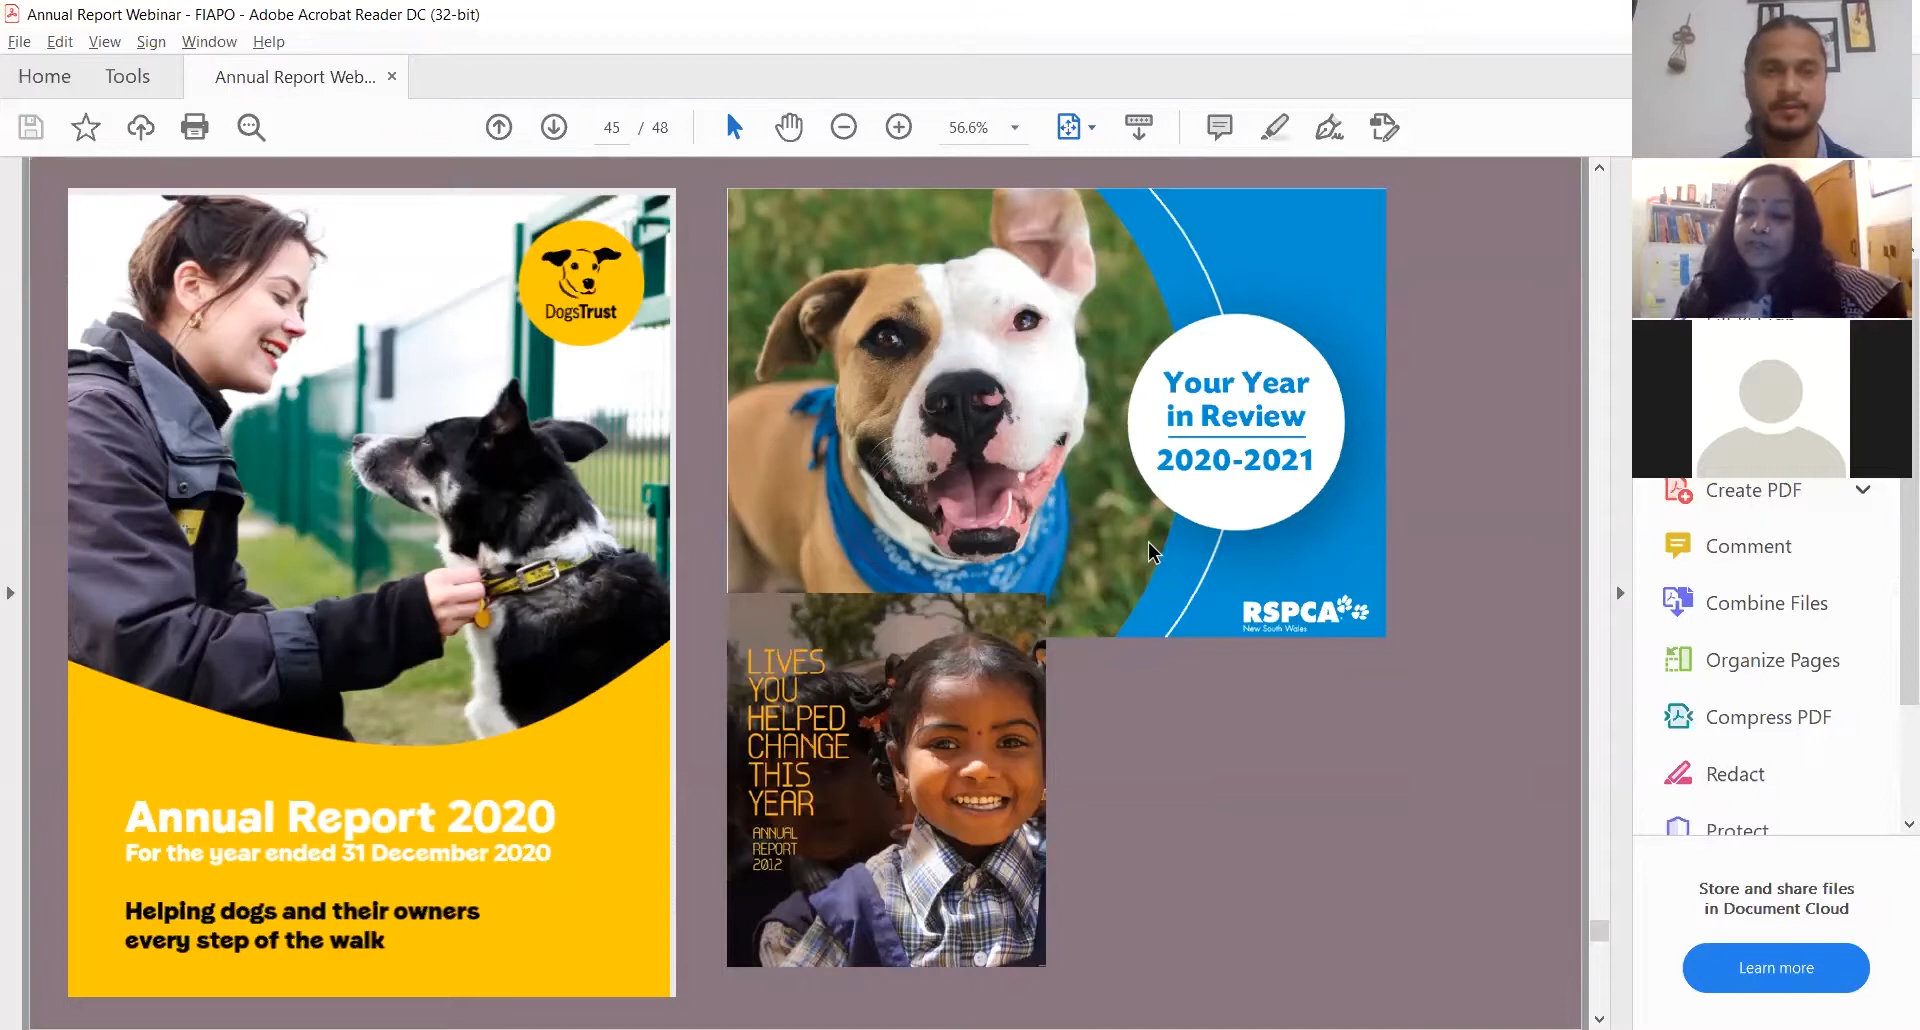 Annual Report Webinar - FIAPO - Adobe Acrobat Reader DC (32-bit)
File Edit View Sign Window Help
Home Tools Annual Report Web... ×
45 / 48 56.6%
DogsTrust
Annual Report 2020
For the year ended 31 December 2020
Helping dogs and their owners
every step of the walk
Your Year
in Review
2020-2021
RSPCA
New South Wales
LIVES
YOU
HELPED
CHANGE
THIS
YEAR
ANNUAL
REPORT
2012
Create PDF
Comment
Combine Files
Organize Pages
Compress PDF
Redact
Protect
Store and share files
in Document Cloud
Learn more